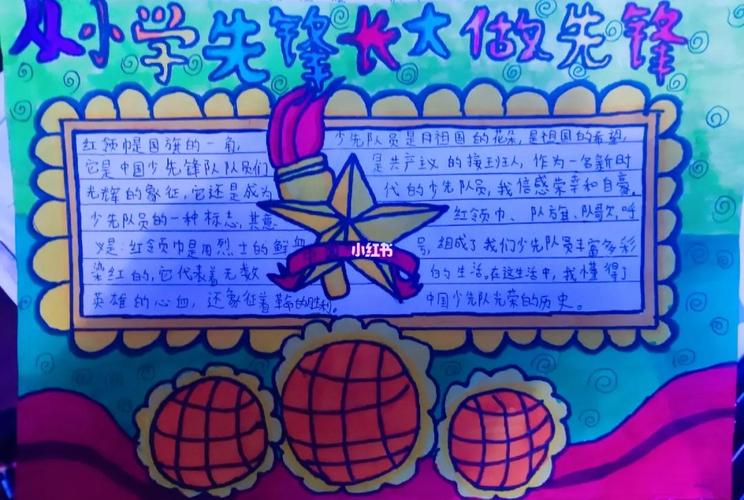 从小学先锋长大做先锋
红领巾是国旗的一角,
它是中国少先锋队队员们
光辉的象征,它还是成为
少先队员的一种标志,其意
义是:红领巾是用烈士的鲜血
染红的,它代表着无数
英雄的心血,还象征着革命的胜利。
少先队员是祖国的花朵,是祖国的希望,
是共产主义的接班人,作为一名新时
代的少先队员,我倍感荣幸和自豪。
红领巾、队旗、队歌、呼
号,组成了我们少先队员丰富多彩
的生活。在这生活中,我懂得了
中国少先队光荣的历史。
小红书